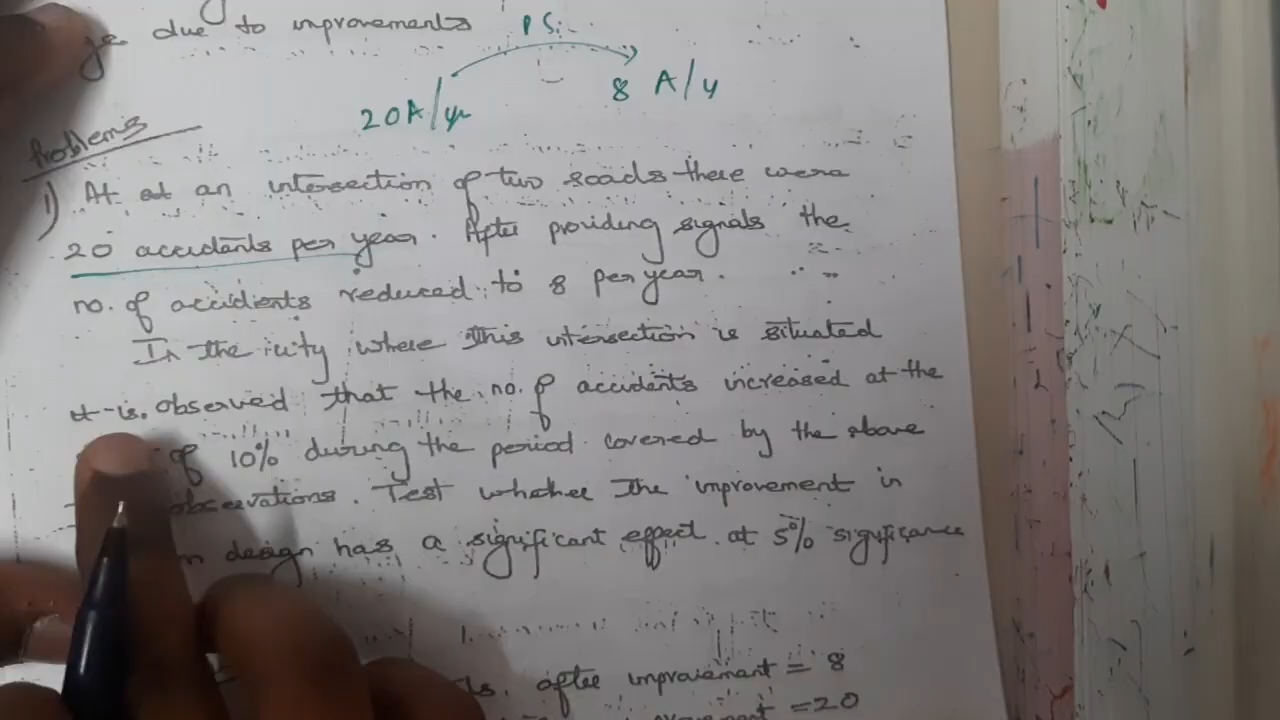 due to improvements
P S.
20A/yr
8 A/y
Problems
1) At at an intersection of two roads there were
20 accidents per year. After providing signals the
no. of accidents reduced to 8 per year.
In the city where this intersection is situated
it is observed that the no. of accidents increased at the
of 10% during the period covered by the above
observations. Test whether the improvement in
design has a significant effect at 5% significance
after improvement = 8
= 20